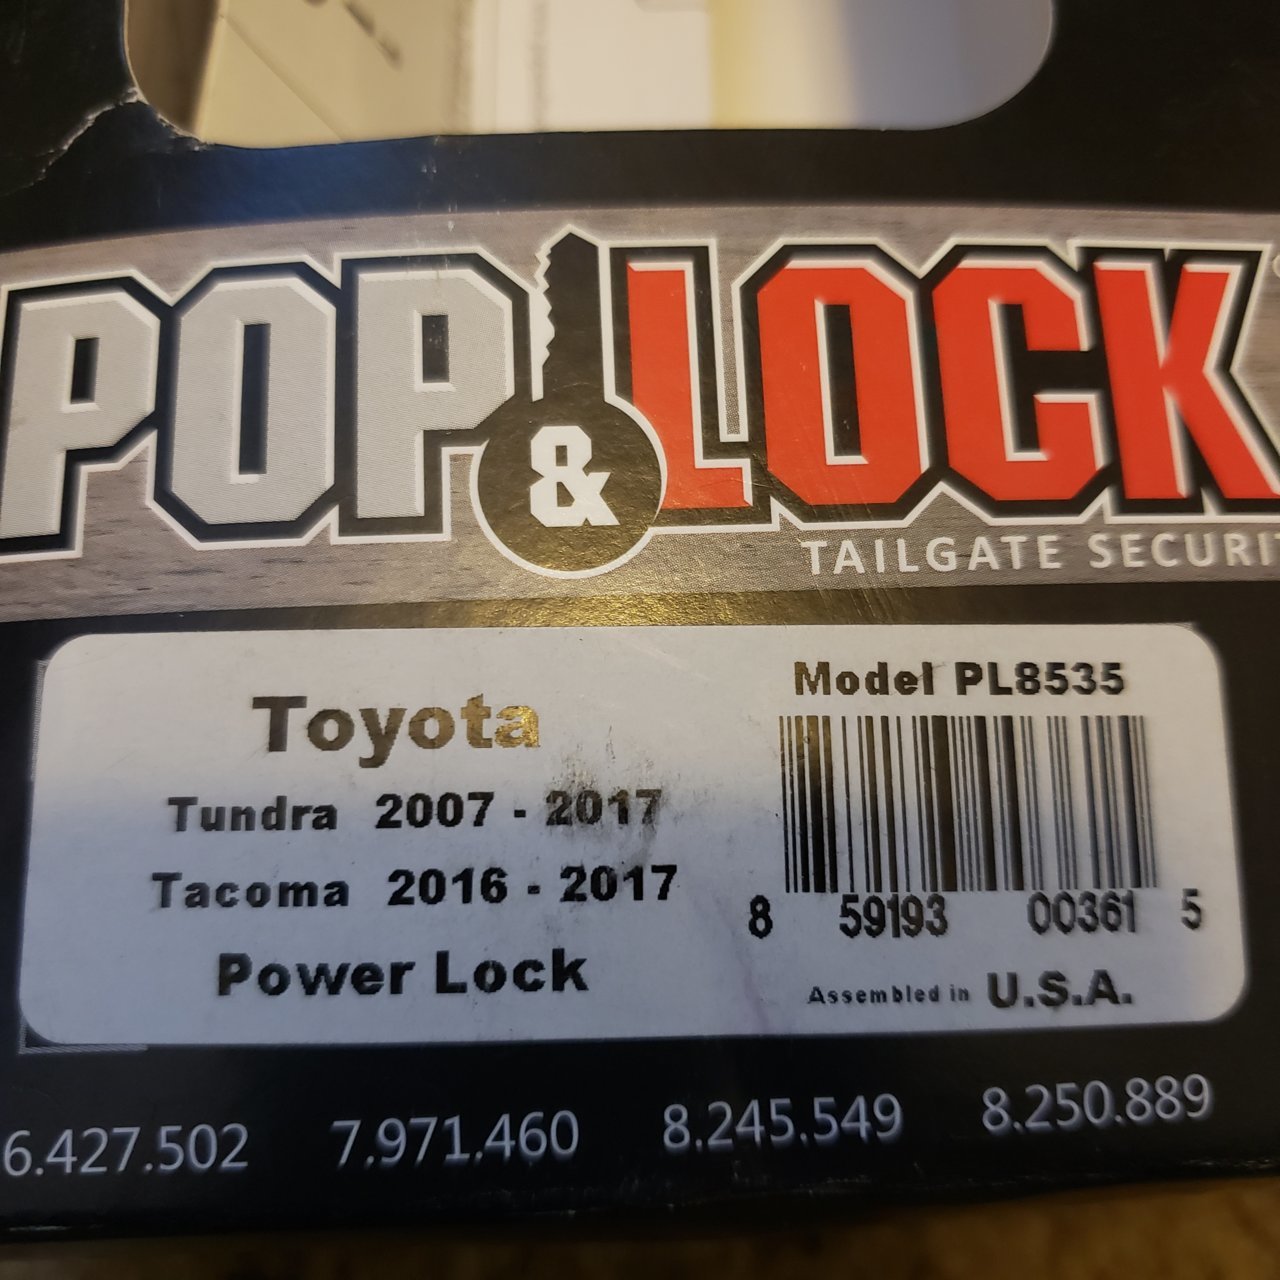 POP & LOCK
TAILGATE SECURIT
Model PL8535
Toyota
Tundra 2007 - 2017
Tacoma 2016 - 2017
Power Lock
8 59193 00361 5
Assembled in U.S.A.
6.427.502 7.971.460 8.245.549 8.250.889